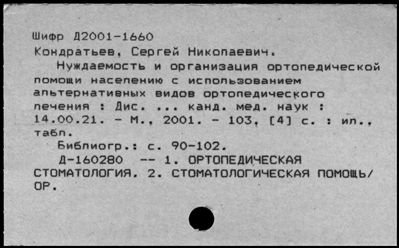 Шифр Д2001-1660
Кондратьев, Сергей Николаевич.
Нуждаемость и организация ортопедической
помощи населению с использованием
альтернативных видов ортопедического
лечения : Дис. ... канд. мед. наук :
14.00.21. - М., 2001. - 103, [4] с. : ил.,
табл.
Библиогр.: с. 90-102.
Д-160280 -- 1. ОРТОПЕДИЧЕСКАЯ
СТОМАТОЛОГИЯ. 2. СТОМАТОЛОГИЧЕСКАЯ ПОМОЩЬ/
ОР.